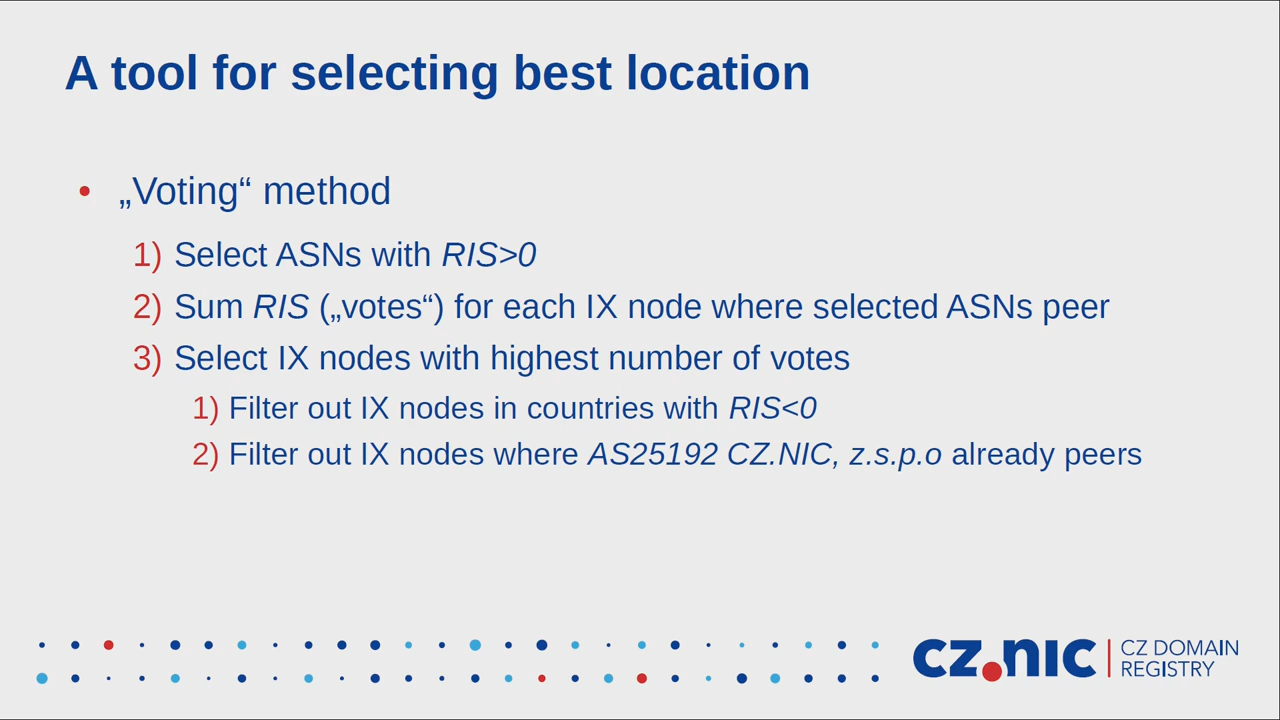 A tool for selecting best location
• „Voting“ method
1) Select ASNs with RIS>0
2) Sum RIS („votes“) for each IX node where selected ASNs peer
3) Select IX nodes with highest number of votes
1) Filter out IX nodes in countries with RIS<0
2) Filter out IX nodes where AS25192 CZ.NIC, z.s.p.o already peers
cz.nic | CZ DOMAIN
REGISTRY